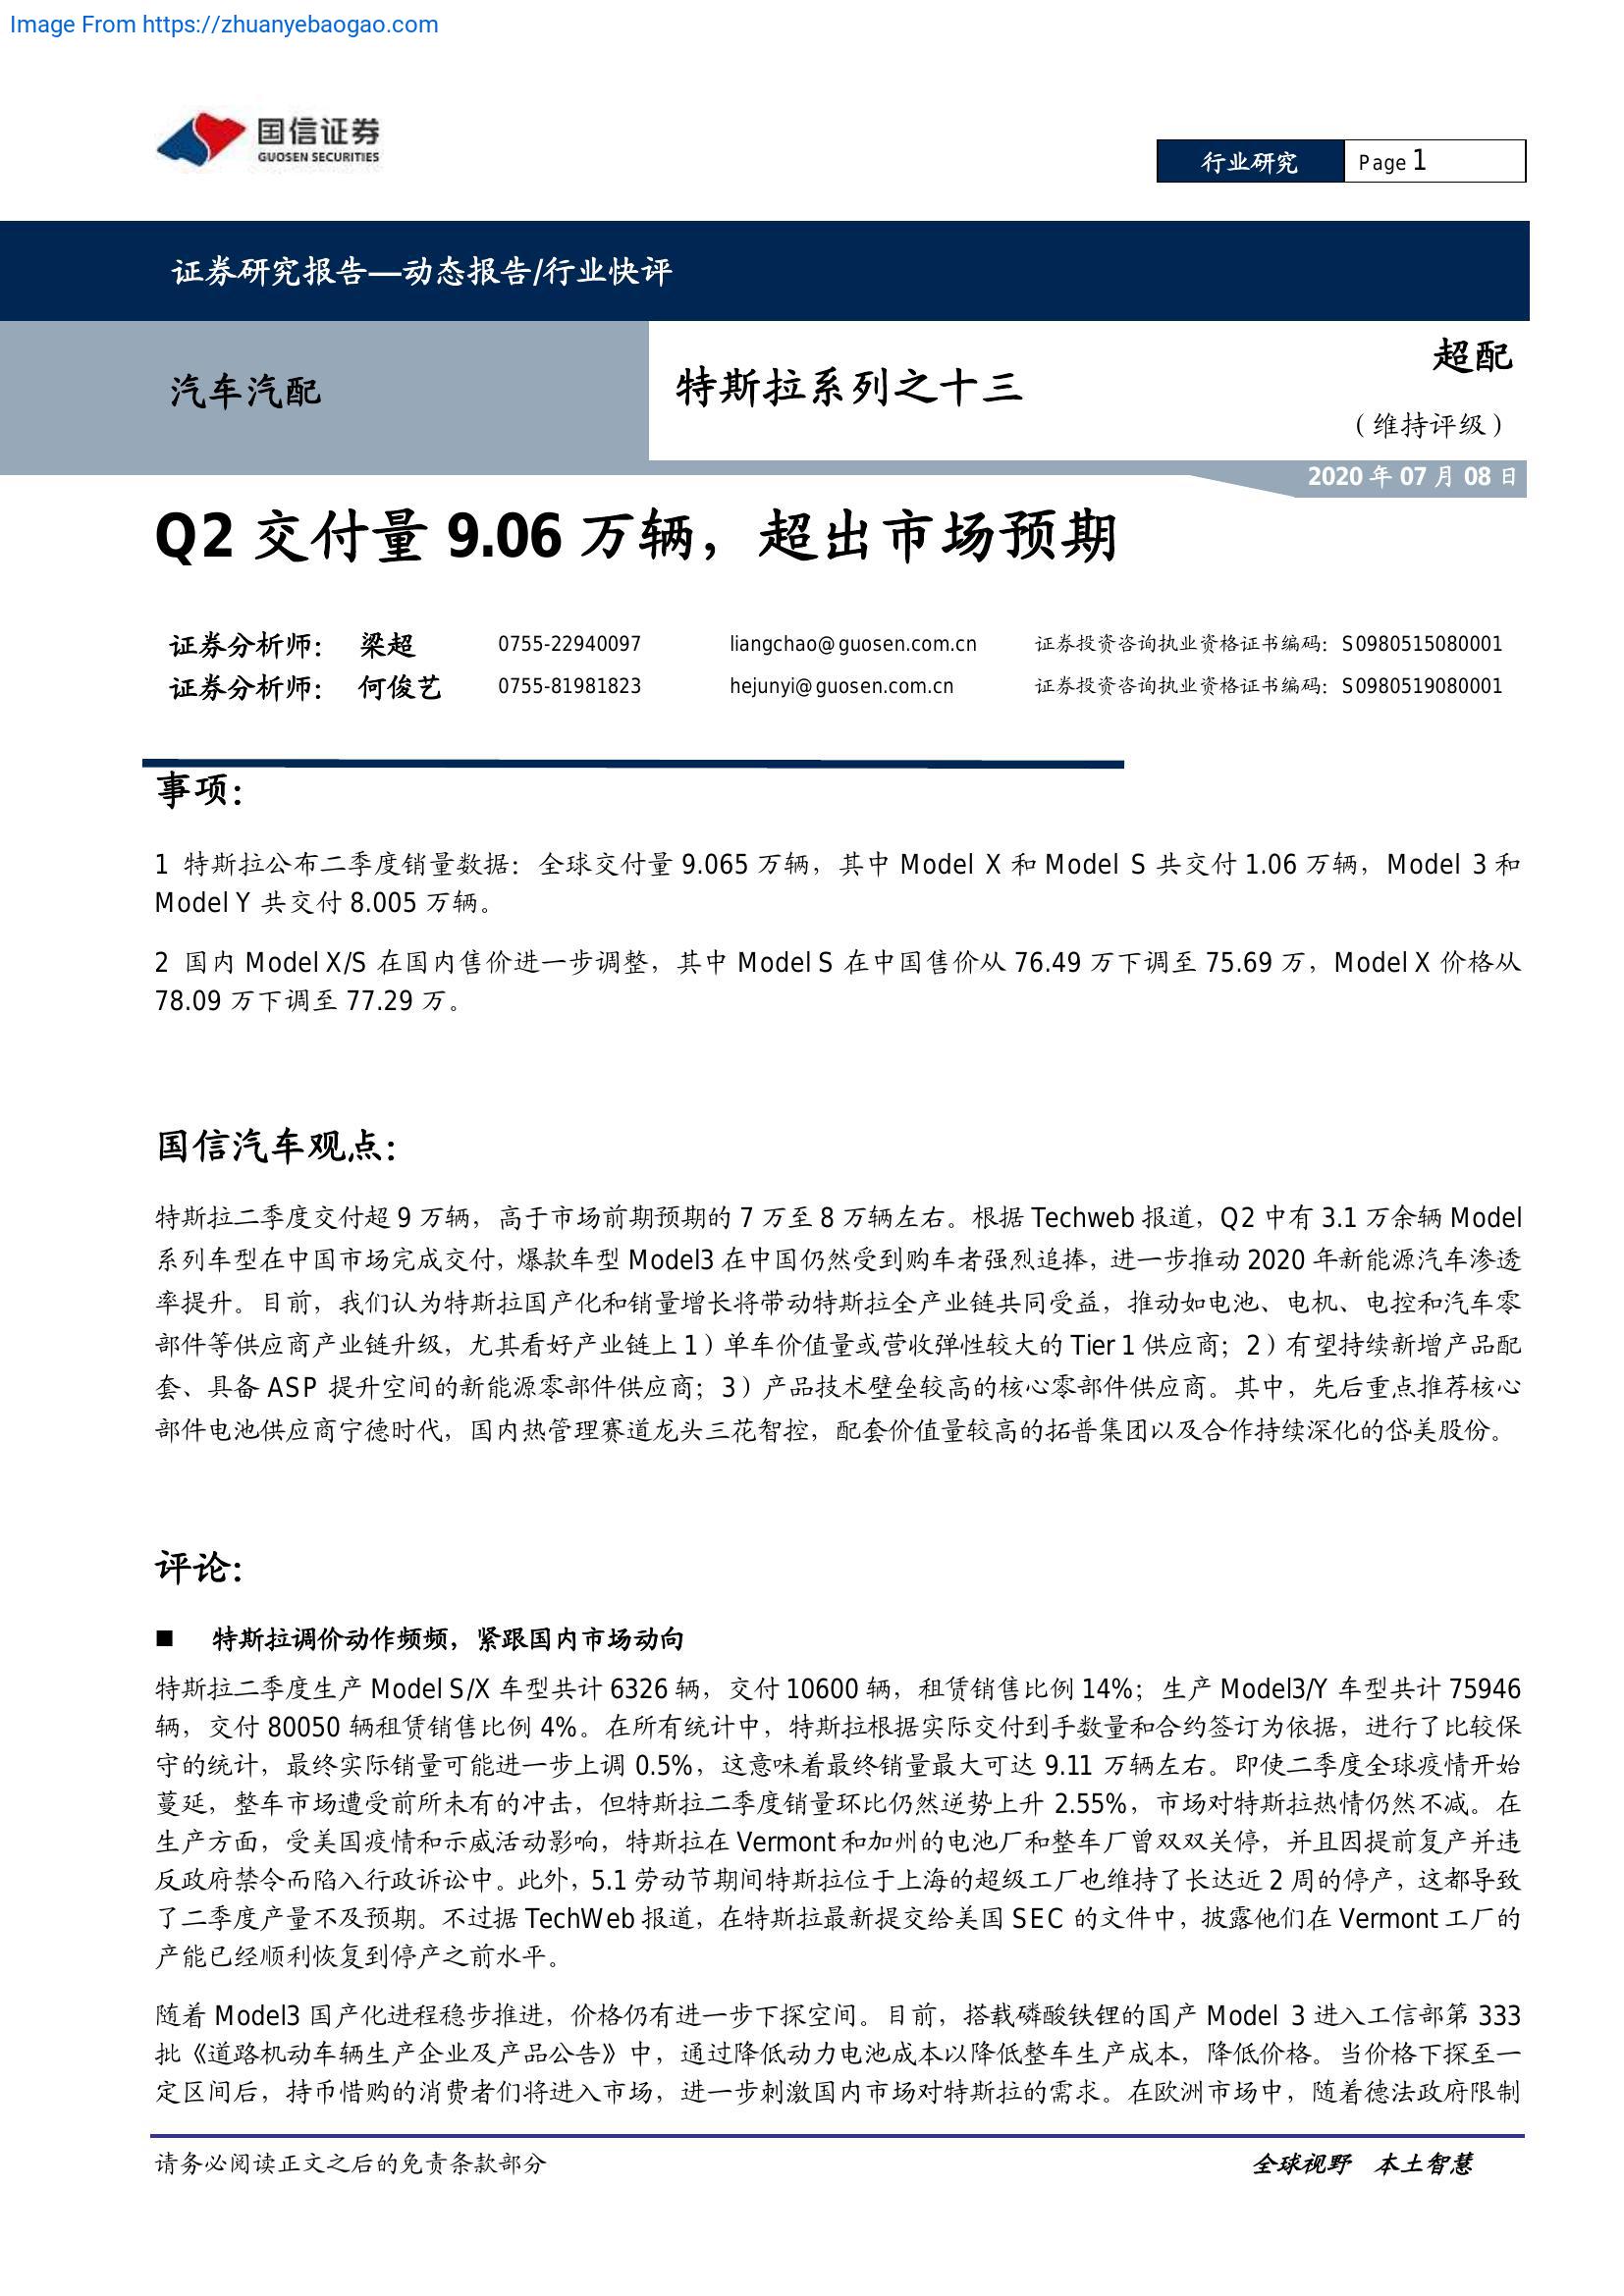 Image From https://zhuanyebaogao.com
国信证券
GUOSEN SECURITIES
行业研究
Page 1
证券研究报告—动态报告/行业快评
汽车汽配
特斯拉系列之十三
超配
（维持评级）
2020 年 07 月 08 日
Q2 交付量 9.06 万辆，超出市场预期
证券分析师： 梁超 0755-22940097 liangchao@guosen.com.cn 证券投资咨询执业资格证书编码：S0980515080001
证券分析师： 何俊艺 0755-81981823 hejunyi@guosen.com.cn 证券投资咨询执业资格证书编码：S0980519080001
事项：
1 特斯拉公布二季度销量数据：全球交付量 9.065 万辆，其中 Model X 和 Model S 共交付 1.06 万辆，Model 3 和
Model Y 共交付 8.005 万辆。
2 国内 Model X/S 在国内售价进一步调整，其中 Model S 在中国售价从 76.49 万下调至 75.69 万，Model X 价格从
78.09 万下调至 77.29 万。
国信汽车观点：
特斯拉二季度交付超 9 万辆，高于市场前期预期的 7 万至 8 万辆左右。根据 Techweb 报道，Q2 中有 3.1 万余辆 Model
系列车型在中国市场完成交付，爆款车型 Model3 在中国仍然受到购车者强烈追捧，进一步推动 2020 年新能源汽车渗透
率提升。目前，我们认为特斯拉国产化和销量增长将带动特斯拉全产业链共同受益，推动如电池、电机、电控和汽车零
部件等供应商产业链升级，尤其看好产业链上 1）单车价值量或营收弹性较大的 Tier 1 供应商；2）有望持续新增产品配
套、具备 ASP 提升空间的新能源零部件供应商；3）产品技术壁垒较高的核心零部件供应商。其中，先后重点推荐核心
部件电池供应商宁德时代，国内热管理赛道龙头三花智控，配套价值量较高的拓普集团以及合作持续深化的岱美股份。
评论：
■ 特斯拉调价动作频频，紧跟国内市场动向
特斯拉二季度生产 Model S/X 车型共计 6326 辆，交付 10600 辆，租赁销售比例 14%；生产 Model3/Y 车型共计 75946
辆，交付 80050 辆租赁销售比例 4%。在所有统计中，特斯拉根据实际交付到手数量和合约签订为依据，进行了比较保
守的统计，最终实际销量可能进一步上调 0.5%，这意味着最终销量最大可达 9.11 万辆左右。即使二季度全球疫情开始
蔓延，整车市场遭受前所未有的冲击，但特斯拉二季度销量环比仍然逆势上升 2.55%，市场对特斯拉热情仍然不减。在
生产方面，受美国疫情和示威活动影响，特斯拉在 Vermont 和加州的电池厂和整车厂曾双双关停，并且因提前复产并违
反政府禁令而陷入行政诉讼中。此外，5.1 劳动节期间特斯拉位于上海的超级工厂也维持了长达近 2 周的停产，这都导致
了二季度产量不及预期。不过据 TechWeb 报道，在特斯拉最新提交给美国 SEC 的文件中，披露他们在 Vermont 工厂的
产能已经顺利恢复到停产之前水平。
随着 Model3 国产化进程稳步推进，价格仍有进一步下探空间。目前，搭载磷酸铁锂的国产 Model 3 进入工信部第 333
批《道路机动车辆生产企业及产品公告》中，通过降低动力电池成本以降低整车生产成本，降低价格。当价格下探至一
定区间后，持币惜购的消费者们将进入市场，进一步刺激国内市场对特斯拉的需求。在欧洲市场中，随着德法政府限制
请务必阅读正文之后的免责条款部分
全球视野 本土智慧